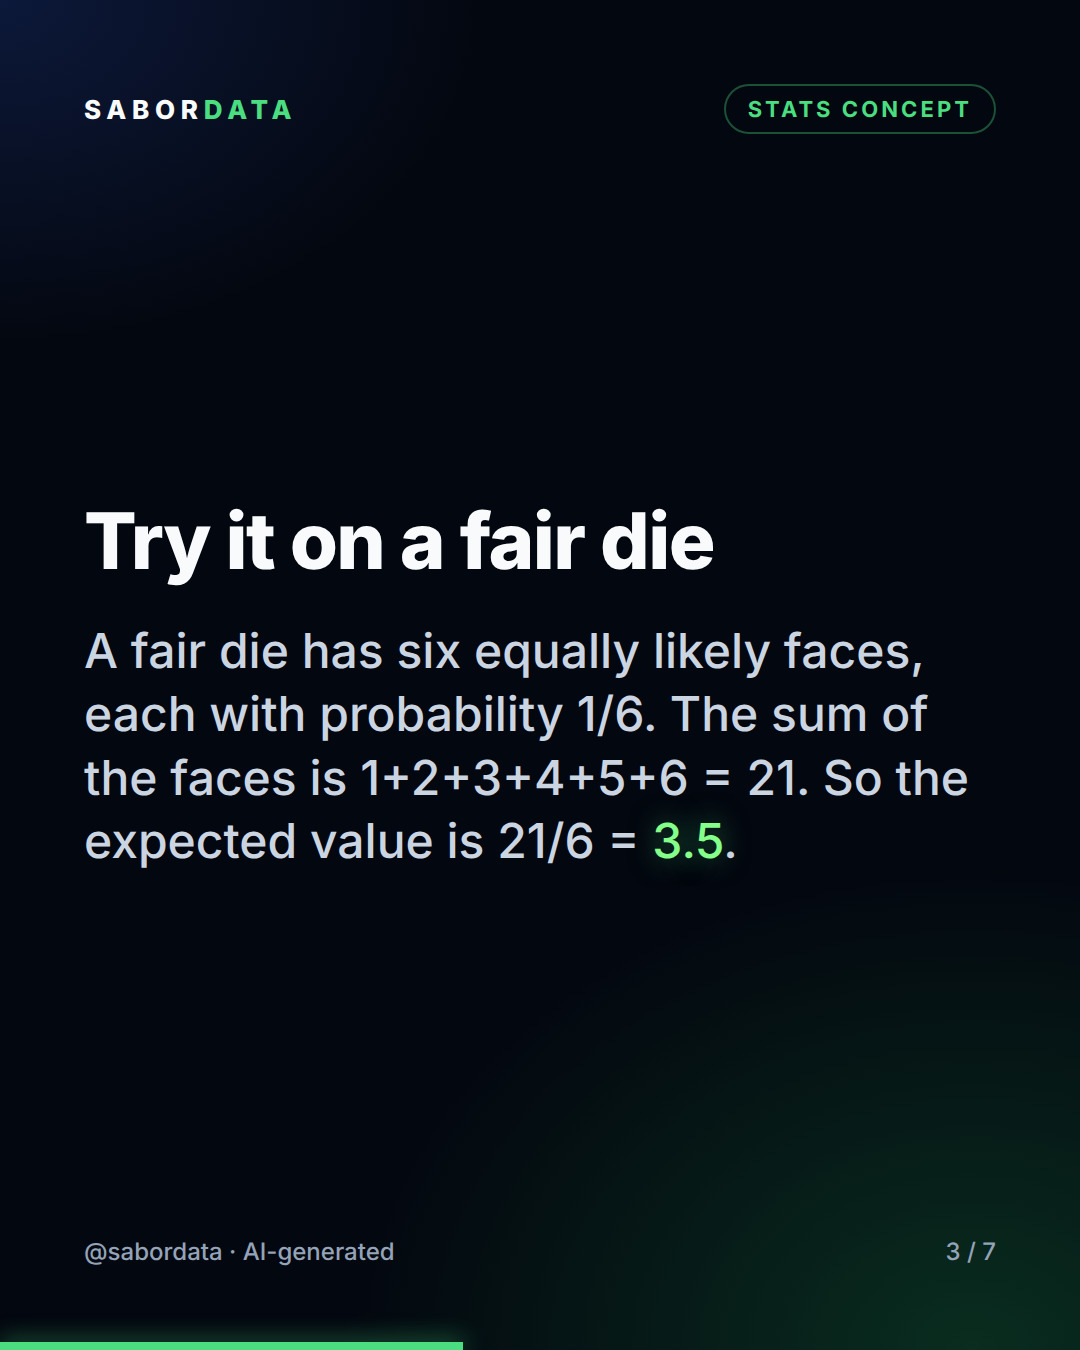 SABORDATA
STATS CONCEPT
Try it on a fair die
A fair die has six equally likely faces,
each with probability 1/6. The sum of
the faces is 1+2+3+4+5+6 = 21. So the
expected value is 21/6 = 3.5.
@sabordata · AI-generated
3 / 7